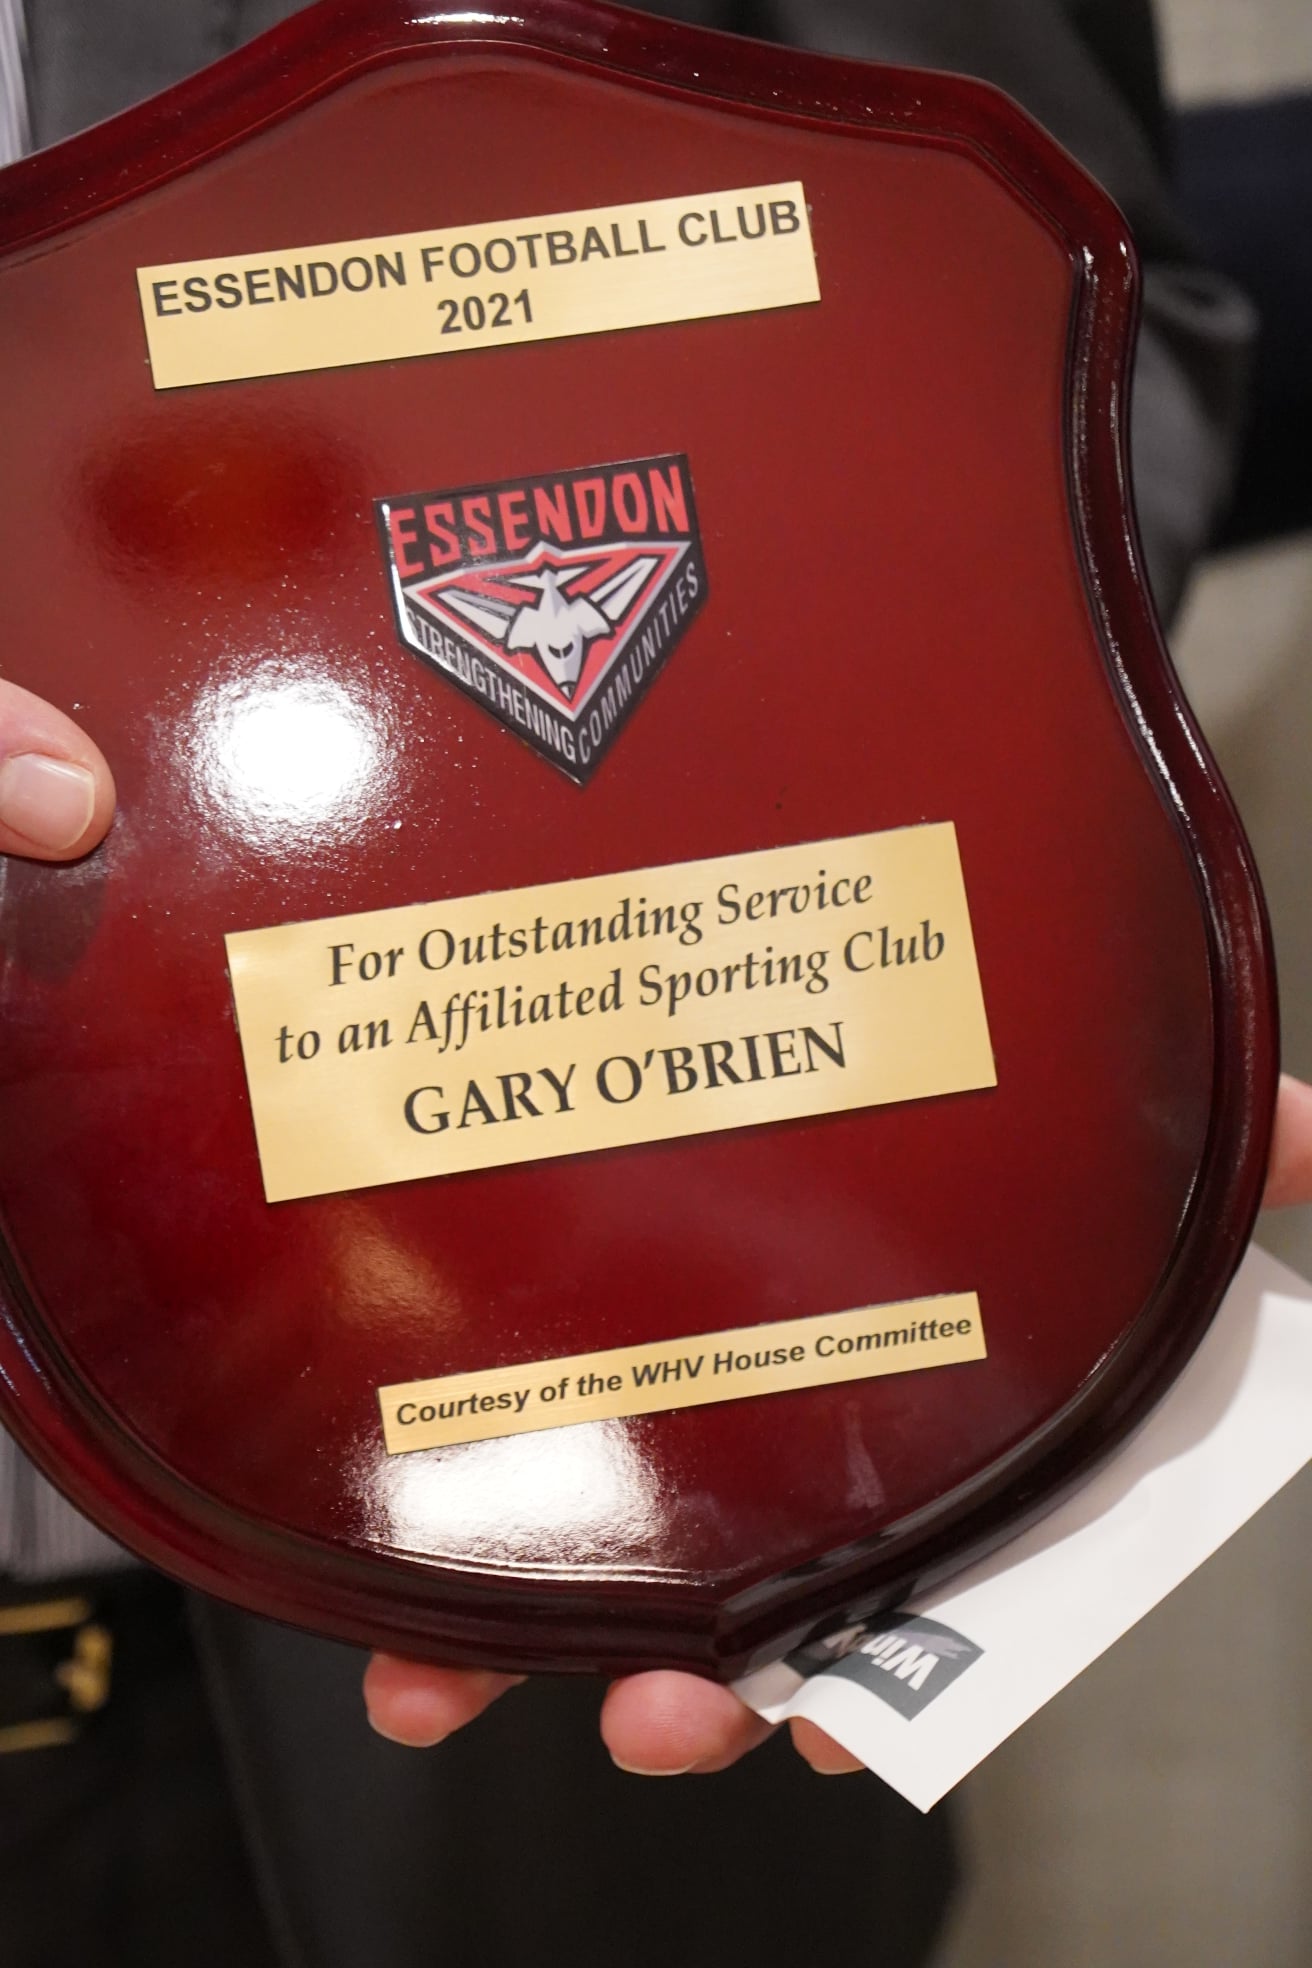 ESSENDON FOOTBALL CLUB
2021
ESSENDON
STRENGTHENING COMMUNITIES
For Outstanding Service
to an Affiliated Sporting Club
GARY O'BRIEN
Courtesy of the WHV House Committee